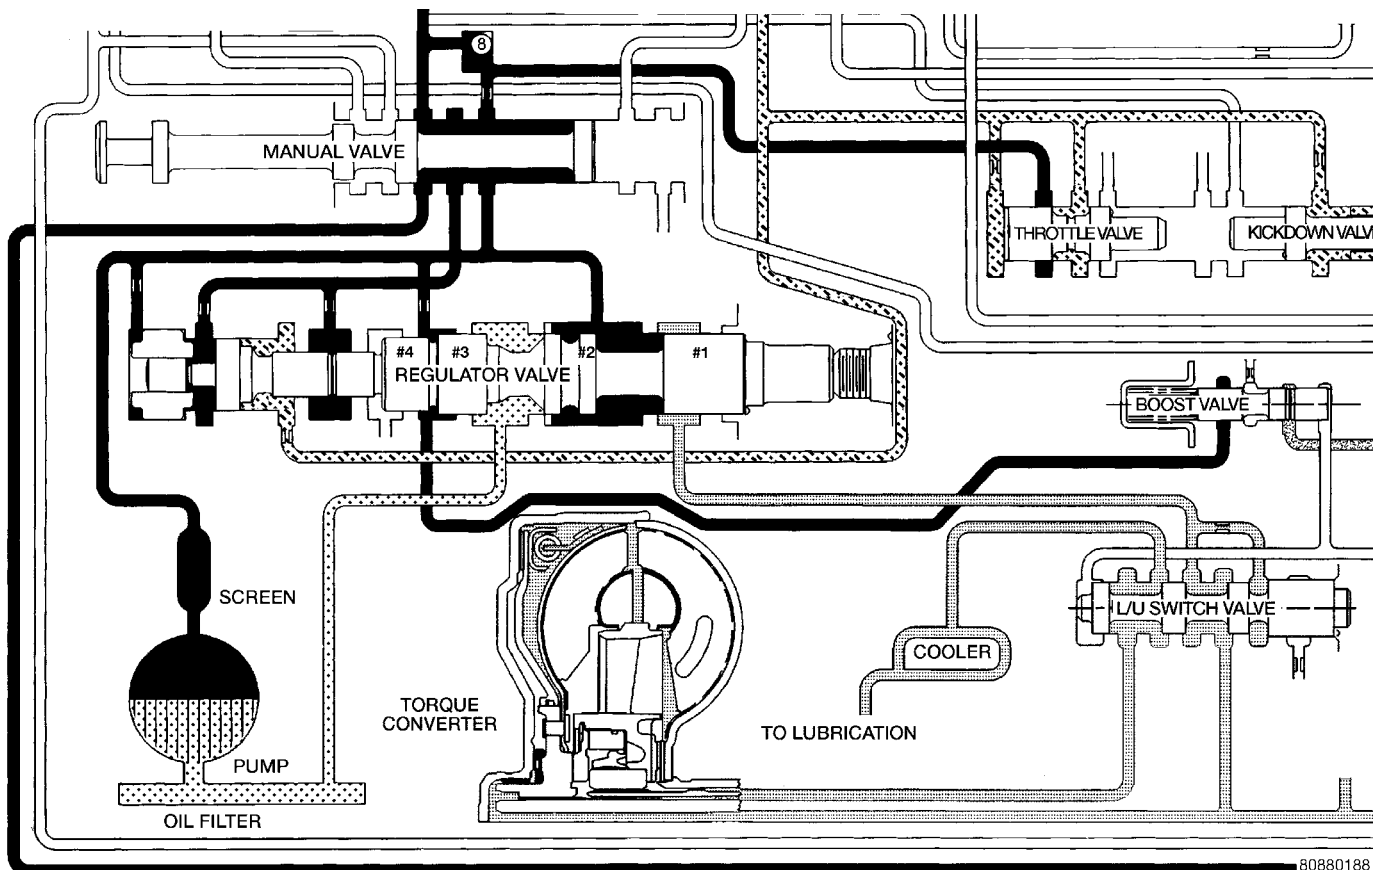 8
MANUAL VALVE
THROTTLE VALVE
KICKDOWN VALV
#4
#3
#2
#1
REGULATOR VALVE
BOOST VALVE
SCREEN
L/U SWITCH VALVE
COOLER
TORQUE
CONVERTER
TO LUBRICATION
PUMP
OIL FILTER
80880188